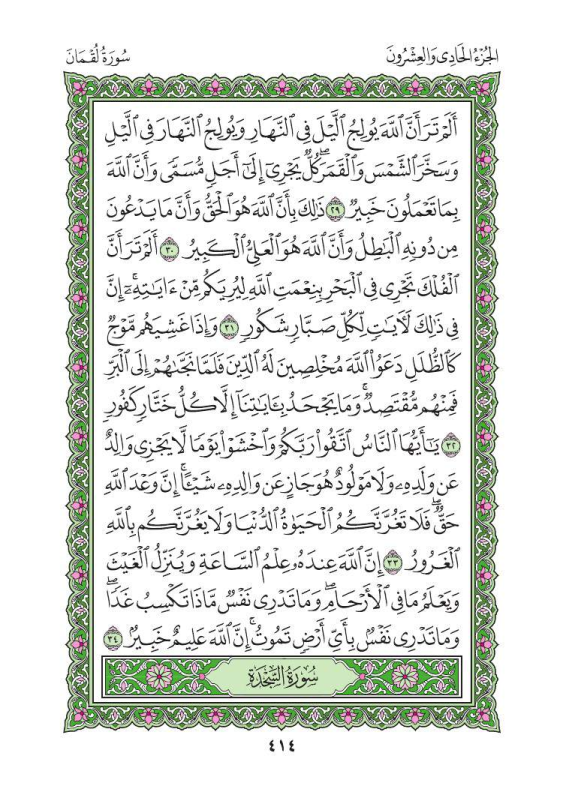 الجُزْءُ الحَادِى وَالعِشْرُونَ
سُورَةُ لُقْمَانَ
أَلَمْ تَرَ أَنَّ ٱللَّهَ يُولِجُ ٱلَّيْلَ فِى ٱلنَّهَارِ وَيُولِجُ ٱلنَّهَارَ فِى ٱلَّيْلِ
وَسَخَّرَ ٱلشَّمْسَ وَٱلْقَمَرَۖ كُلٌّ يَجْرِىٓ إِلَىٰٓ أَجَلٍ مُّسَمًّى وَأَنَّ ٱللَّهَ
بِمَا تَعْمَلُونَ خَبِيرٌ ٢٩ ذَٰلِكَ بِأَنَّ ٱللَّهَ هُوَ ٱلْحَقُّ وَأَنَّ مَا يَدْعُونَ
مِن دُونِهِ ٱلْبَٰطِلُ وَأَنَّ ٱللَّهَ هُوَ ٱلْعَلِىُّ ٱلْكَبِيرُ ٣٠ أَلَمْ تَرَ أَنَّ
ٱلْفُلْكَ تَجْرِى فِى ٱلْبَحْرِ بِنِعْمَتِ ٱللَّهِ لِيُرِيَكُم مِّنْ ءَايَٰتِهِۦٓۚ إِنَّ
فِى ذَٰلِكَ لَءَايَٰتٍ لِّكُلِّ صَبَّارٍ شَكُورٍ ٣١ وَإِذَا غَشِيَهُم مَّوْجٌ
كَٱلظُّلَلِ دَعَوُا۟ ٱللَّهَ مُخْلِصِينَ لَهُ ٱلدِّينَ فَلَمَّا نَجَّىٰهُمْ إِلَى ٱلْبَرِّ
فَمِنْهُم مُّقْتَصِدٌۚ وَمَا يَجْحَدُ بِـَٔايَٰتِنَآ إِلَّا كُلُّ خَتَّارٍ كَفُورٍ
٣٢ يَٰٓأَيُّهَا ٱلنَّاسُ ٱتَّقُوا۟ رَبَّكُمْ وَٱخْشَوْا۟ يَوْمًا لَّا يَجْزِى وَالِدٌ
عَن وَلَدِهِۦ وَلَا مَوْلُودٌ هُوَ جَازٍ عَن وَالِدِهِۦ شَيْـًٔاۚ إِنَّ وَعْدَ ٱللَّهِ
حَقٌّۖ فَلَا تَغُرَّنَّكُمُ ٱلْحَيَوٰةُ ٱلدُّنْيَا وَلَا يَغُرَّنَّكُم بِٱللَّهِ
ٱلْغَرُورُ ٣٣ إِنَّ ٱللَّهَ عِندَهُۥ عِلْمُ ٱلسَّاعَةِ وَيُنَزِّلُ ٱلْغَيْثَ
وَيَعْلَمُ مَا فِى ٱلْأَرْحَامِۖ وَمَا تَدْرِى نَفْسٌ مَّاذَا تَكْسِبُ غَدًاۖ
وَمَا تَدْرِى نَفْسٌۢ بِأَىِّ أَرْضٍ تَمُوتُۚ إِنَّ ٱللَّهَ عَلِيمٌ خَبِيرٌۢ ٣٤
سُورَةُ السَّجْدَةِ
٤١٤